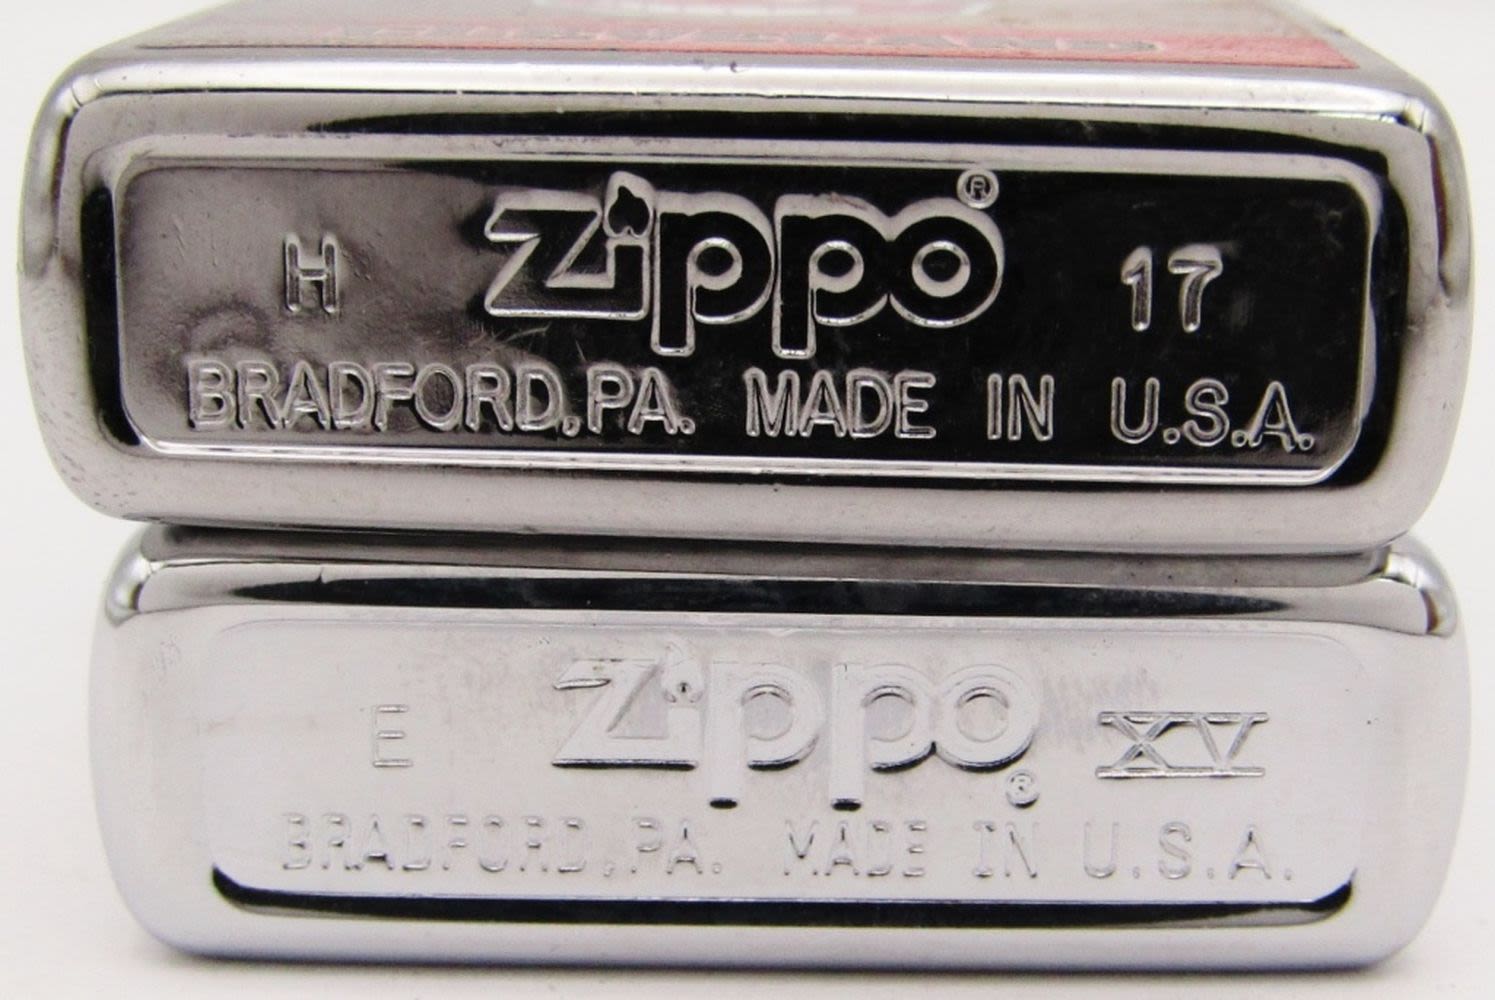 H zippo® 17
BRADFORD,PA. MADE IN U.S.A.
E zippo® XV
BRADFORD,PA. MADE IN U.S.A.